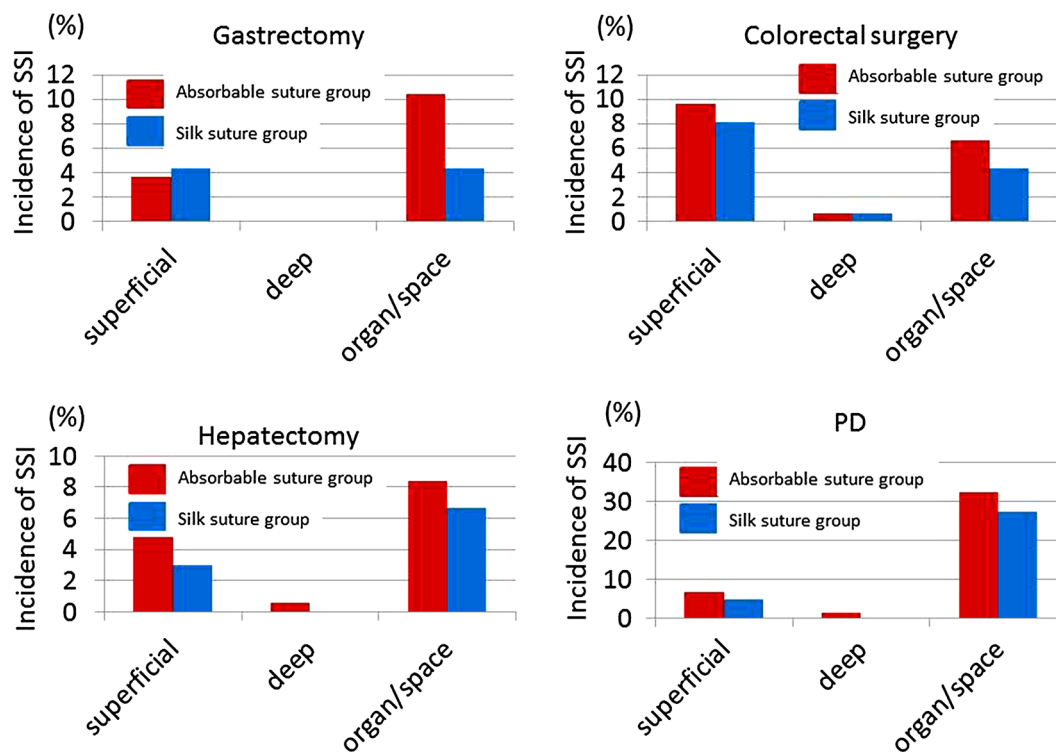 (%)
Gastrectomy
Incidence of SSI
12
10
8
6
4
2
0
Absorbable suture group
Silk suture group
superficial
deep
organ/space
(%)
Colorectal surgery
Incidence of SSI
12
10
8
6
4
2
0
Absorbable suture group
Silk suture group
superficial
deep
organ/space
(%)
Hepatectomy
Incidence of SSI
10
8
6
4
2
0
Absorbable suture group
Silk suture group
superficial
deep
organ/space
(%)
PD
Incidence of SSI
40
30
20
10
0
Absorbable suture group
Silk suture group
superficial
deep
organ/space